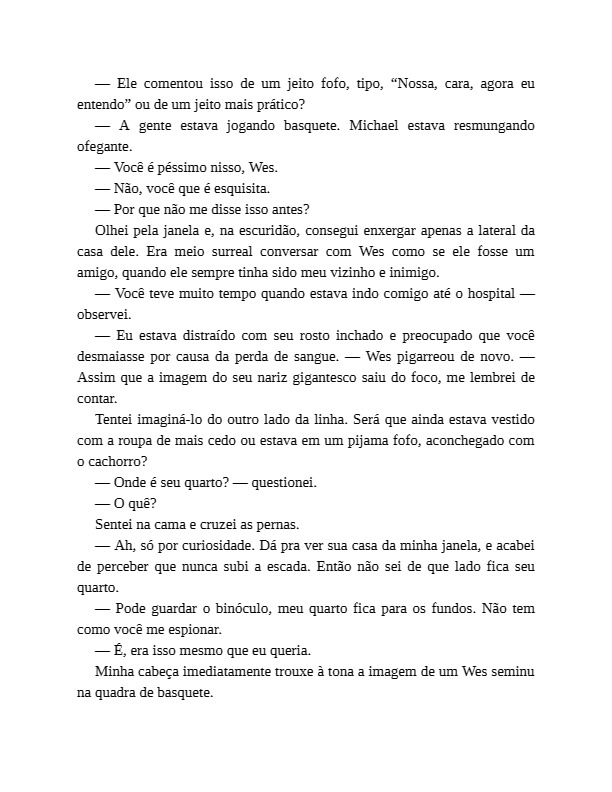 — Ele comentou isso de um jeito fofo, tipo, “Nossa, cara, agora eu
entendo” ou de um jeito mais prático?
— A gente estava jogando basquete. Michael estava resmungando
ofegante.
— Você é péssimo nisso, Wes.
— Não, você que é esquisita.
— Por que não me disse isso antes?
Olhei pela janela e, na escuridão, consegui enxergar apenas a lateral da
casa dele. Era meio surreal conversar com Wes como se ele fosse um
amigo, quando ele sempre tinha sido meu vizinho e inimigo.
— Você teve muito tempo quando estava indo comigo até o hospital —
observei.
— Eu estava distraído com seu rosto inchado e preocupado que você
desmaiasse por causa da perda de sangue. — Wes pigarreou de novo. —
Assim que a imagem do seu nariz gigantesco saiu do foco, me lembrei de
contar.
Tentei imaginá-lo do outro lado da linha. Será que ainda estava vestido
com a roupa de mais cedo ou estava em um pijama fofo, aconchegado com
o cachorro?
— Onde é seu quarto? — questionei.
— O quê?
Sentei na cama e cruzei as pernas.
— Ah, só por curiosidade. Dá pra ver sua casa da minha janela, e acabei
de perceber que nunca subi a escada. Então não sei de que lado fica seu
quarto.
— Pode guardar o binóculo, meu quarto fica para os fundos. Não tem
como você me espionar.
— É, era isso mesmo que eu queria.
Minha cabeça imediatamente trouxe à tona a imagem de um Wes seminu
na quadra de basquete.